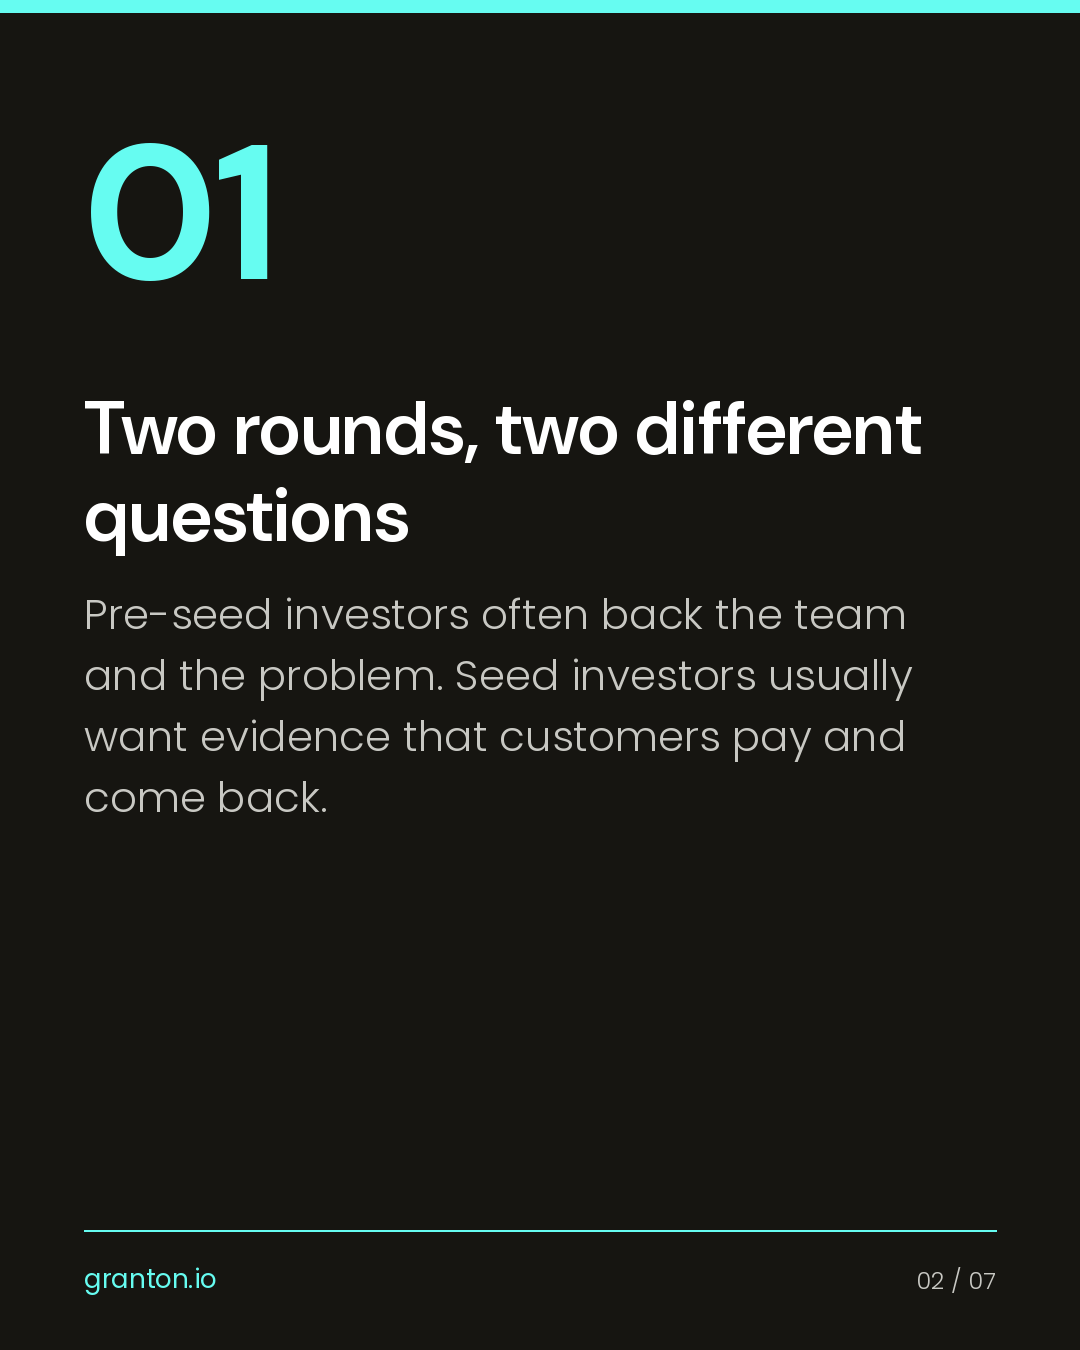 01
Two rounds, two different
questions
Pre-seed investors often back the team
and the problem. Seed investors usually
want evidence that customers pay and
come back.
granton.io
02 / 07